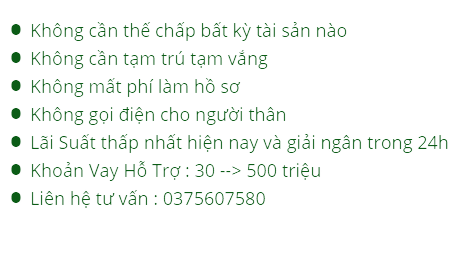 Không cần thế chấp bất kỳ tài sản nào
Không cần tạm trú tạm vắng
Không mất phí làm hồ sơ
Không gọi điện cho người thân
Lãi Suất thấp nhất hiện nay và giải ngân trong 24h
Khoản Vay Hỗ Trợ : 30 --> 500 triệu
Liên hệ tư vấn : 0375607580